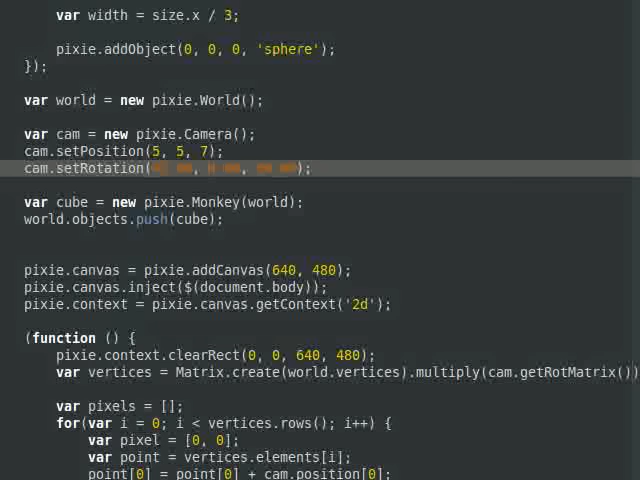 var width = size.x / 3;
pixie.addObject(0, 0, 0, 'sphere');
});
var world = new pixie.World();
var cam = new pixie.Camera();
cam.setPosition(5, 5, 7);
cam.setRotation(
var cube = new pixie.Monkey(world);
world.objects.push(cube);
pixie.canvas = pixie.addCanvas(640, 480);
pixie.canvas.inject($(document.body));
pixie.context = pixie.canvas.getContext('2d');
(function () {
pixie.context.clearRect(0, 0, 640, 480);
var vertices = Matrix.create(world.vertices).multiply(cam.getRotMatrix())
var pixels = [];
for(var i = 0; i < vertices.rows(); i++) {
var pixel = [0, 0];
var point = vertices.elements[i];
point[0] = point[0] + cam.position[0];